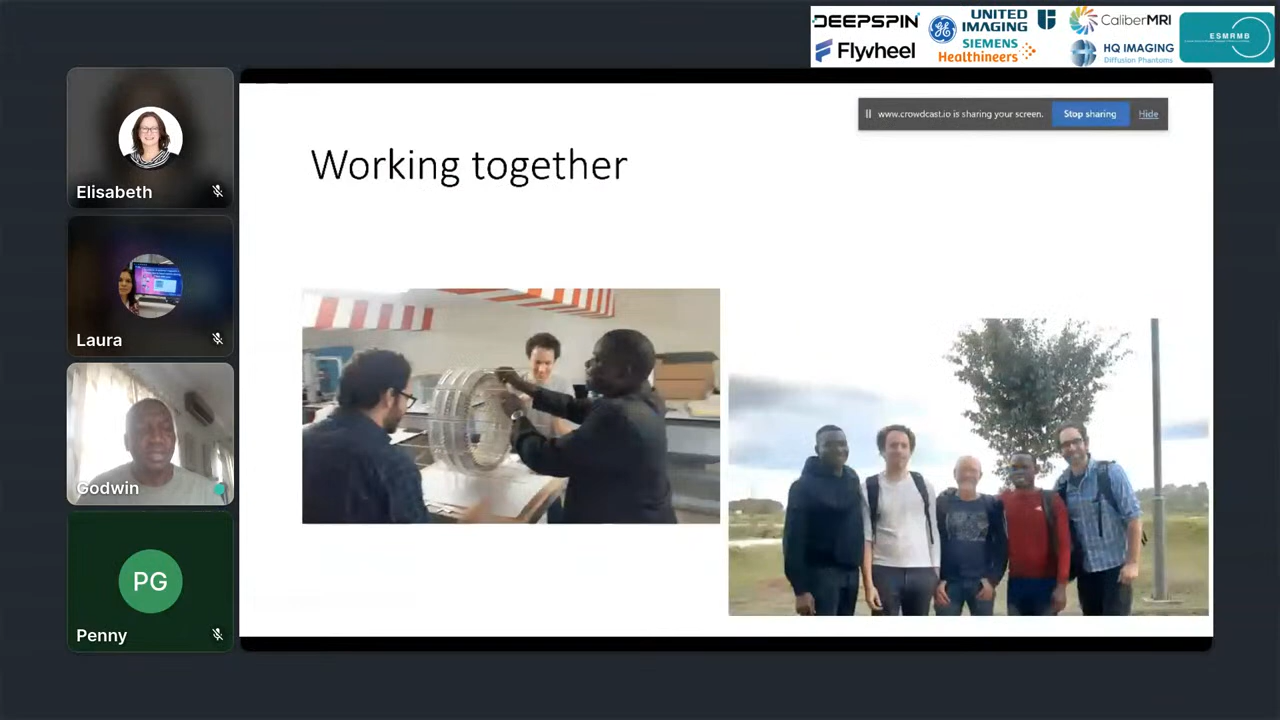 DEEPSPIN
Flywheel
UNITED
IMAGING
SIEMENS
Healthineers
CaliberMRI
HQ IMAGING
Diffusion Phantoms
ESMRMB
www.crowdcast.io is sharing your screen.
Stop sharing
Hide
Working together
Elisabeth
Laura
Godwin
PG
Penny